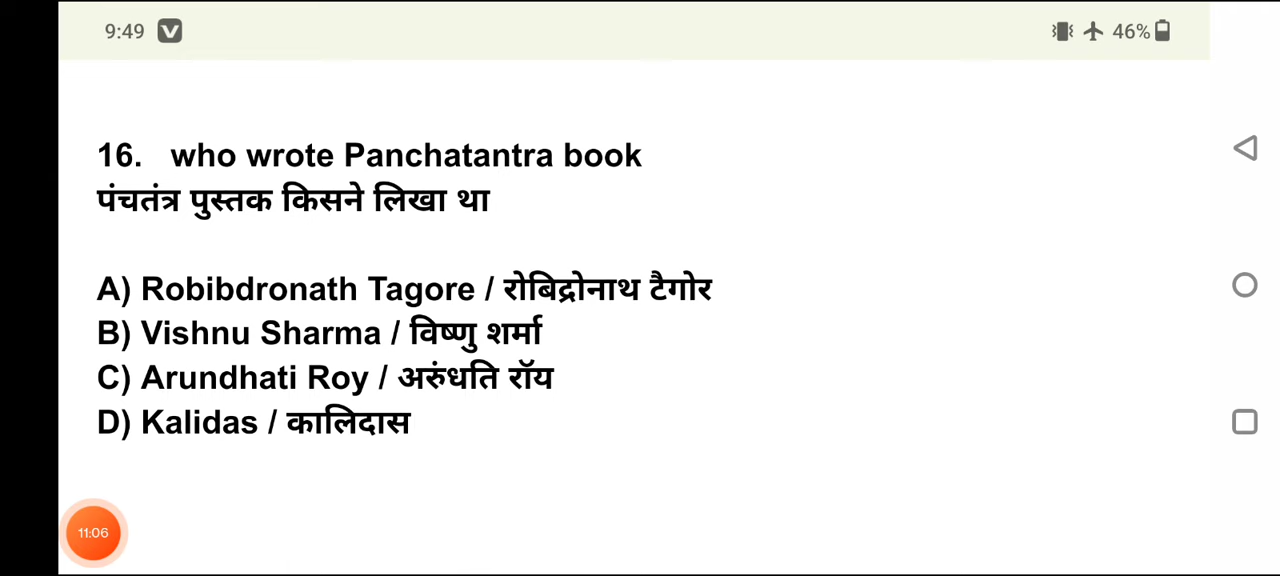 9:49 V 46%
16. who wrote Panchatantra book
पंचतंत्र पुस्तक किसने लिखा था
A) Robibdronath Tagore / रोबिद्रोनाथ टैगोर
B) Vishnu Sharma / विष्णु शर्मा
C) Arundhati Roy / अरुंधति रॉय
D) Kalidas / कालिदास
11:06